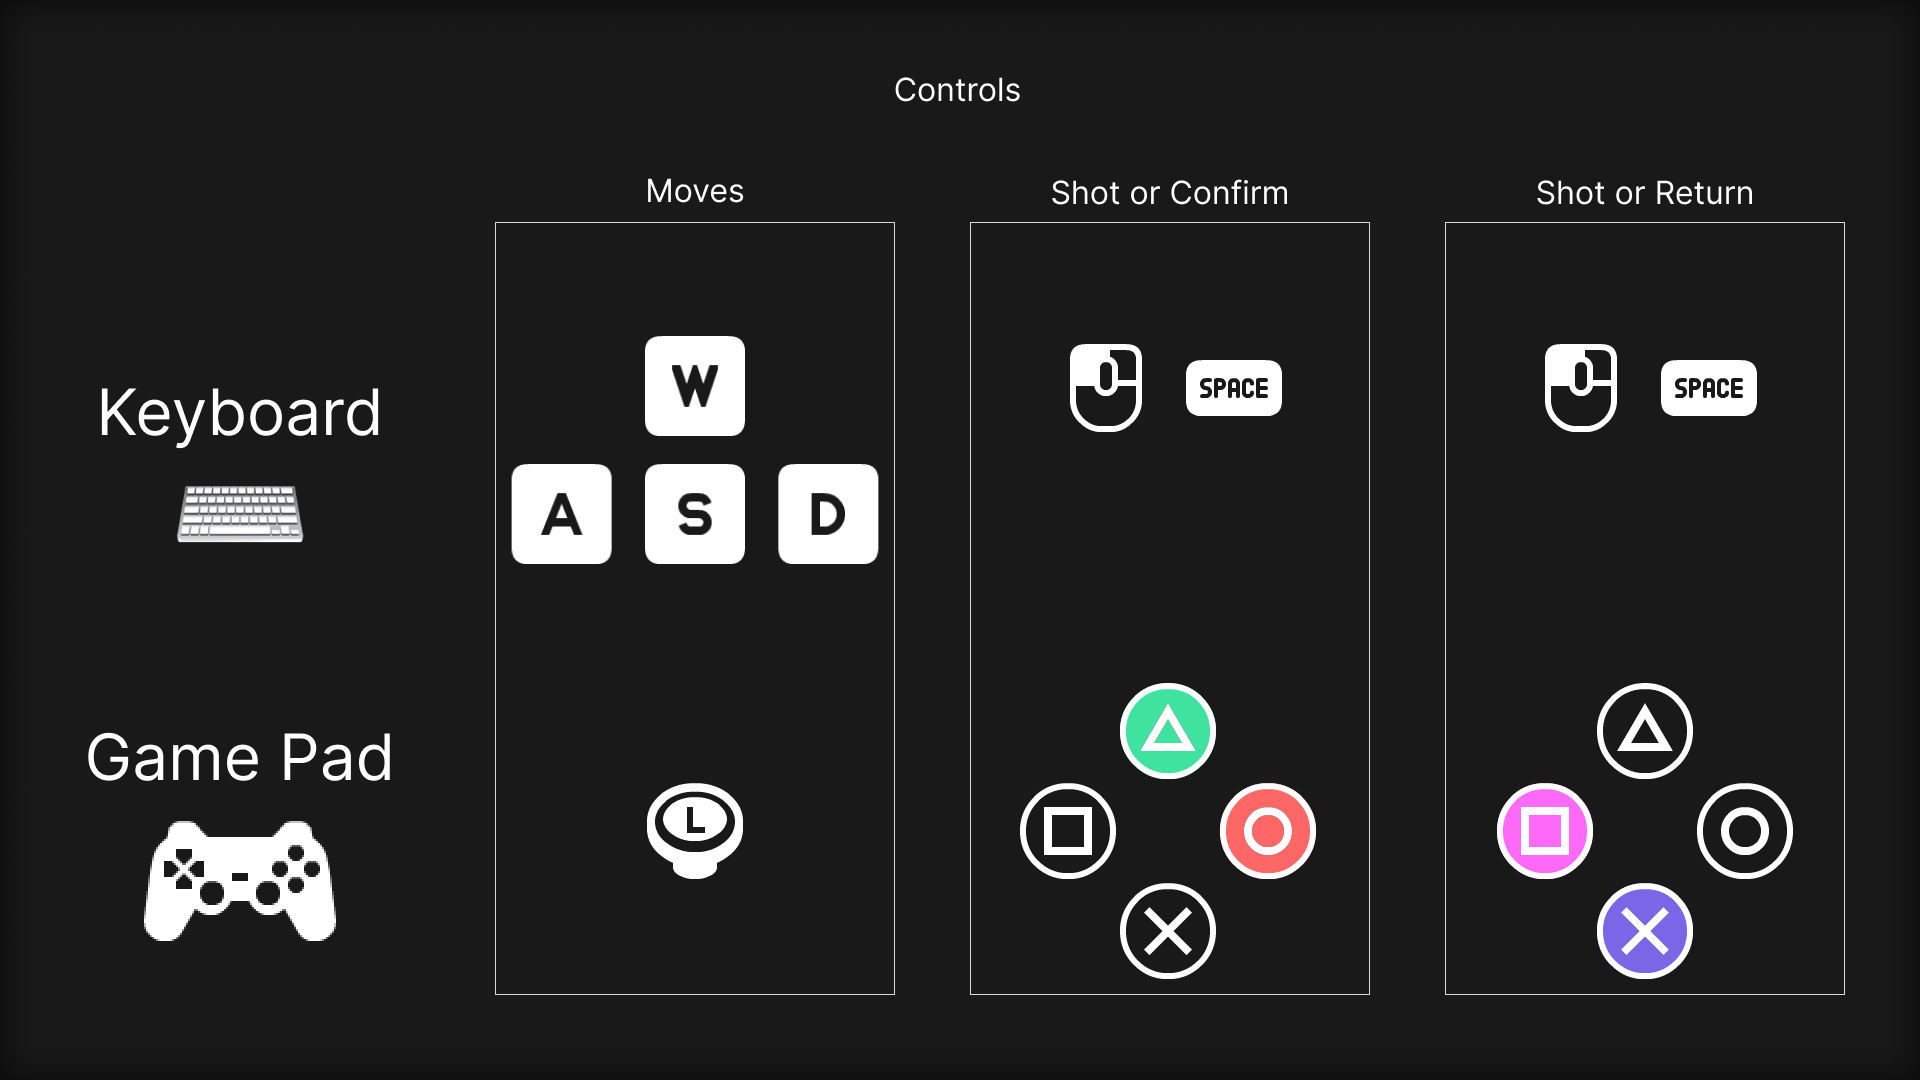 Controls
Moves
Shot or Confirm
Shot or Return
Keyboard
W
A S D
SPACE
SPACE
Game Pad
L